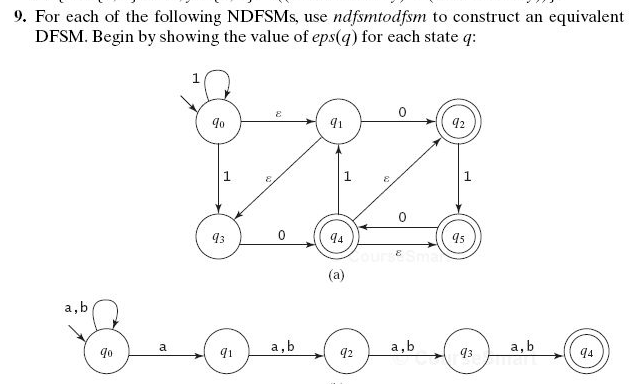 9. For each of the following NDFSMs, use ndfsmtodfsm to construct an equivalent
DFSM. Begin by showing the value of eps(q) for each state q:
1
q0
ε
q1
0
q2
1
ε
1
ε
1
q3
0
q4
0
ε
q5
(a)
a,b
q0
a
q1
a,b
q2
a,b
q3
a,b
q4